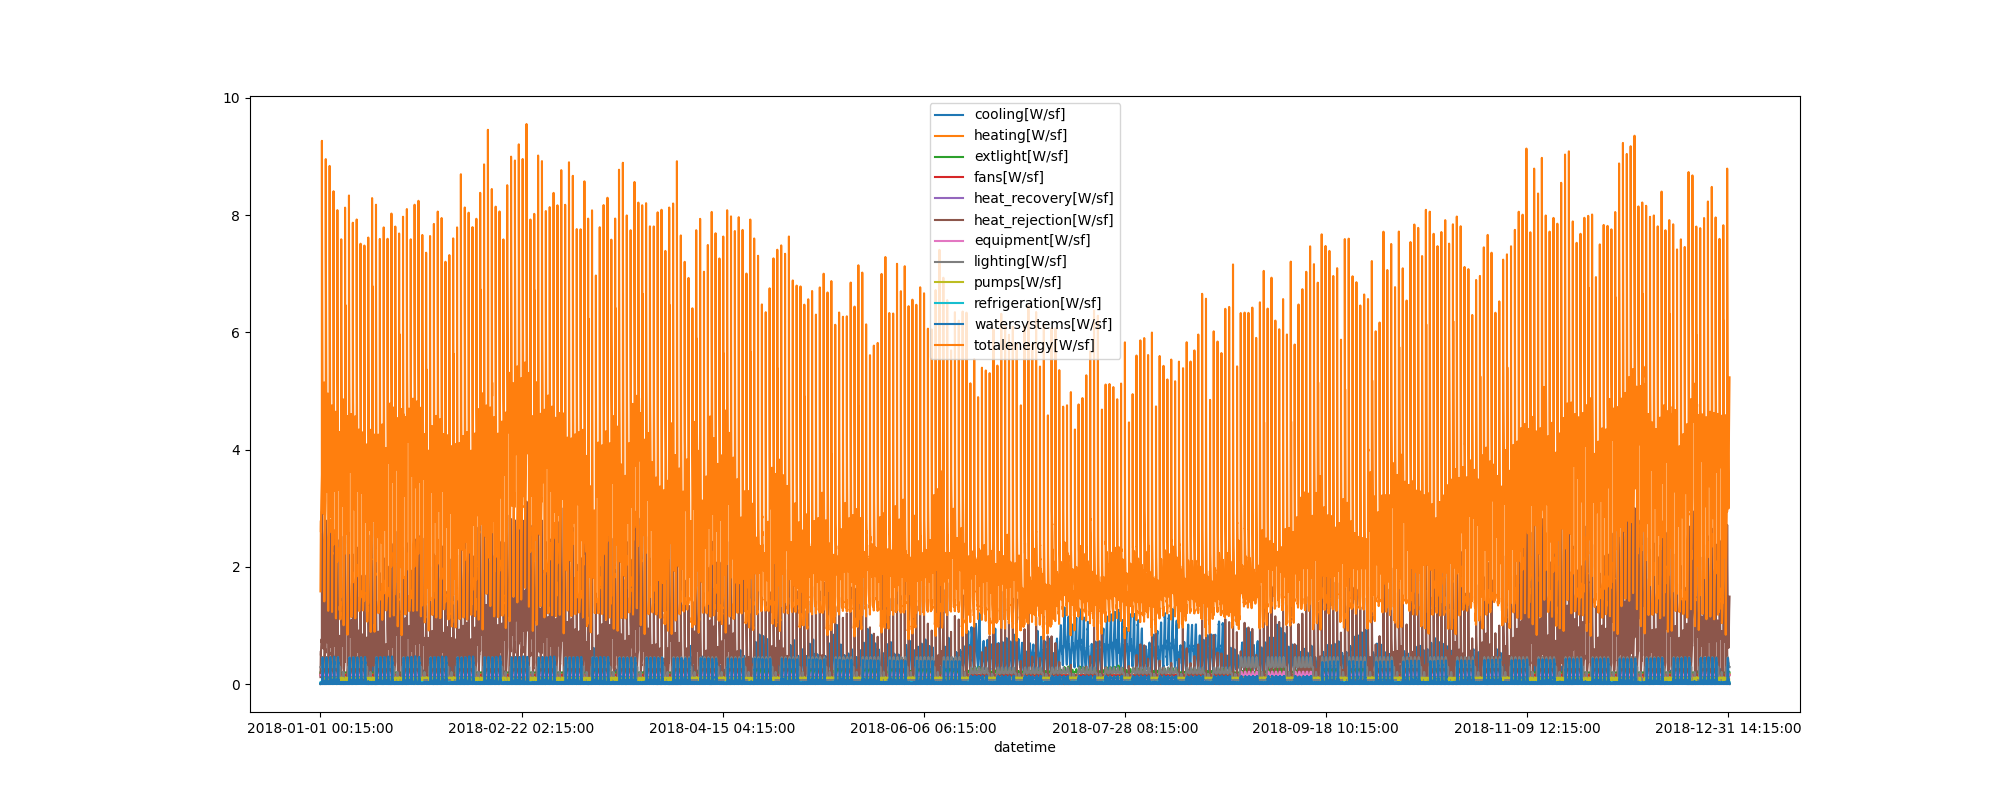 10
8
6
4
2
0
cooling[W/sf]
heating[W/sf]
extlight[W/sf]
fans[W/sf]
heat_recovery[W/sf]
heat_rejection[W/sf]
equipment[W/sf]
lighting[W/sf]
pumps[W/sf]
refrigeration[W/sf]
watersystems[W/sf]
totalenergy[W/sf]
2018-01-01 00:15:00
2018-02-22 02:15:00
2018-04-15 04:15:00
2018-06-06 06:15:00
2018-07-28 08:15:00
2018-09-18 10:15:00
2018-11-09 12:15:00
2018-12-31 14:15:00
datetime